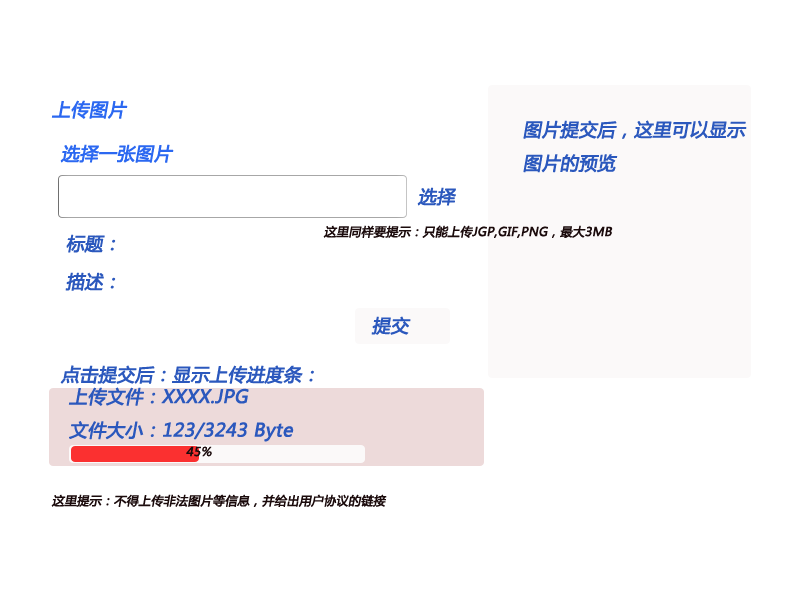 上传图片
选择一张图片
选择
这里同样要提示：只能上传JGP,GIF,PNG，最大3MB
标题：
描述：
提交
图片提交后，这里可以显示
图片的预览
点击提交后：显示上传进度条：
上传文件：XXXX.JPG
文件大小：123/3243 Byte
45%
这里提示：不得上传非法图片等信息，并给出用户协议的链接